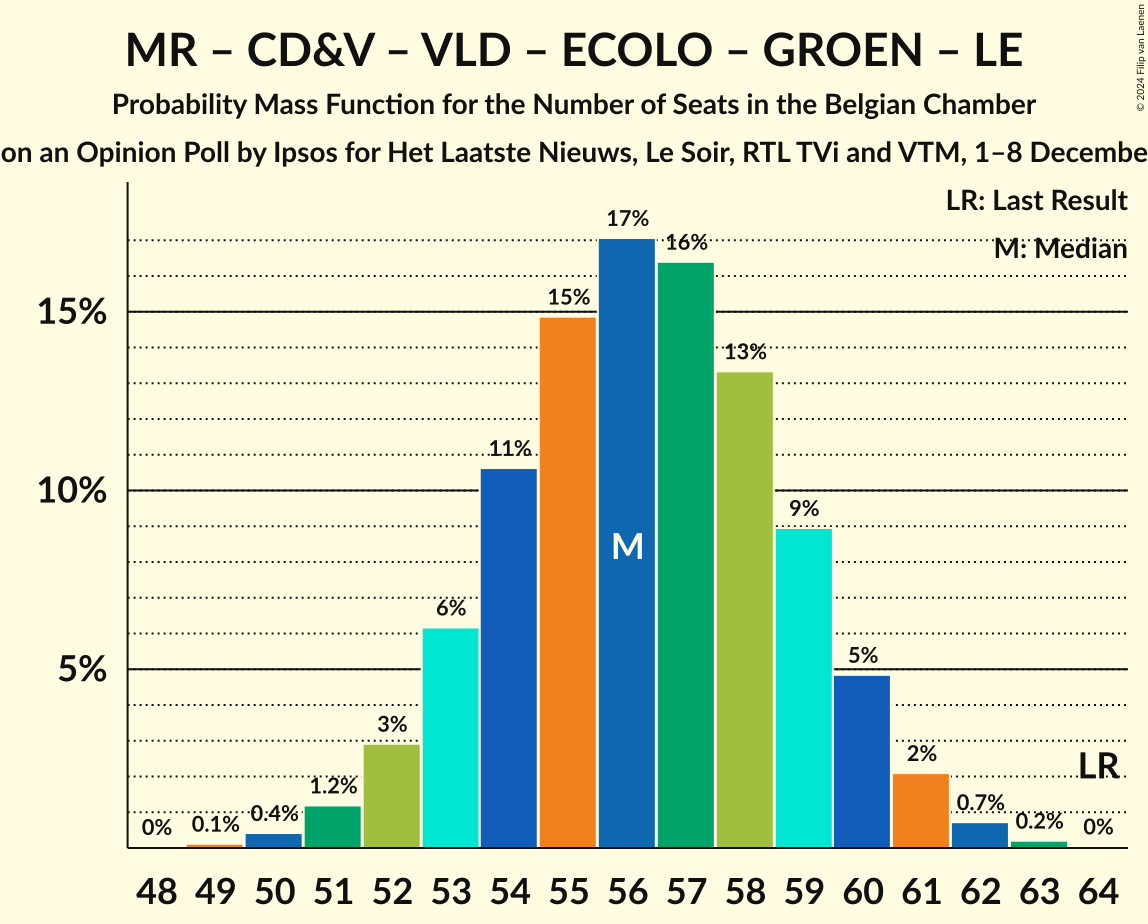 MR – CD&V – VLD – ECOLO – GROEN – LE
Probability Mass Function for the Number of Seats in the Belgian Chamber
on an Opinion Poll by Ipsos for Het Laatste Nieuws, Le Soir, RTL TVi and VTM, 1–8 Decembe
© 2024 Filip van Laenen
LR: Last Result
M: Median
15%
10%
5%
0%
0.1%
0.4%
1.2%
3%
6%
11%
15%
17%
16%
13%
9%
5%
2%
0.7%
0.2%
0%
M
LR
48 49 50 51 52 53 54 55 56 57 58 59 60 61 62 63 64